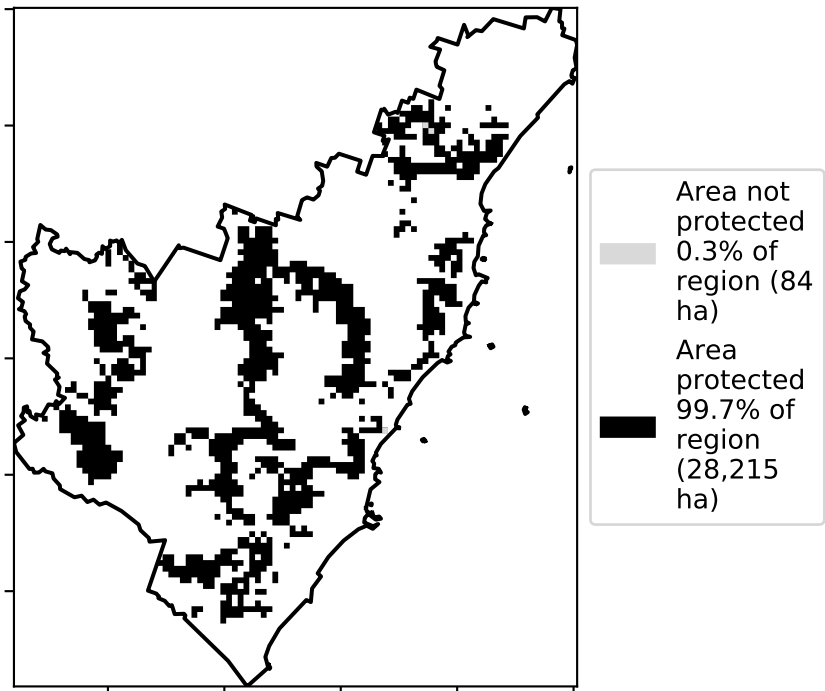 Area not
protected
0.3% of
region (84
ha)
Area
protected
99.7% of
region
(28,215
ha)